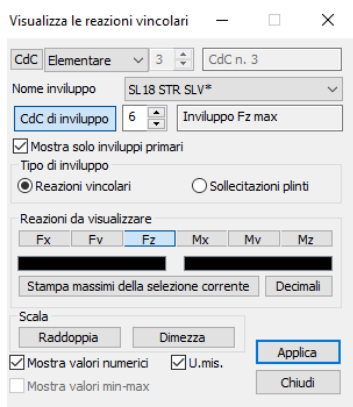 Visualizza le reazioni vincolari
CdC Elementare 3 CdC n. 3
Nome inviluppo SL18 STR SLV*
CdC di inviluppo 6 Inviluppo Fz max
Mostra solo inviluppi primari
Tipo di inviluppo
Reazioni vincolari Sollecitazioni plinti
Reazioni da visualizzare
Fx Fy Fz Mx My Mz
Stampa massimi della selezione corrente Decimali
Scala
Raddoppia Dimezza
Applica
Mostra valori numerici U.mis.
Mostra valori min-max
Chiudi